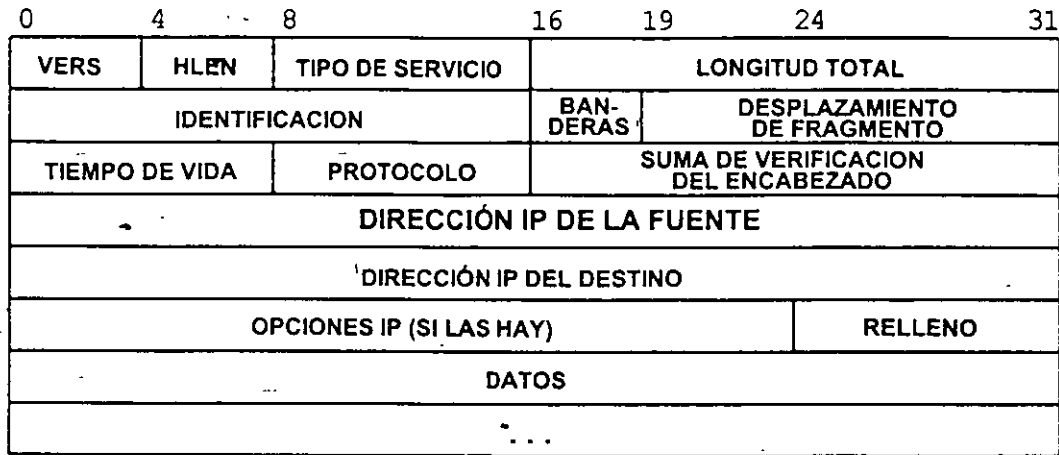 0 4 8 16 19 24 31
VERS HLEN TIPO DE SERVICIO LONGITUD TOTAL
IDENTIFICACION BAN-
DERAS DESPLAZAMIENTO
DE FRAGMENTO
TIEMPO DE VIDA PROTOCOLO SUMA DE VERIFICACION
DEL ENCABEZADO
DIRECCIÓN IP DE LA FUENTE
DIRECCIÓN IP DEL DESTINO
OPCIONES IP (SI LAS HAY) RELLENO
DATOS
...